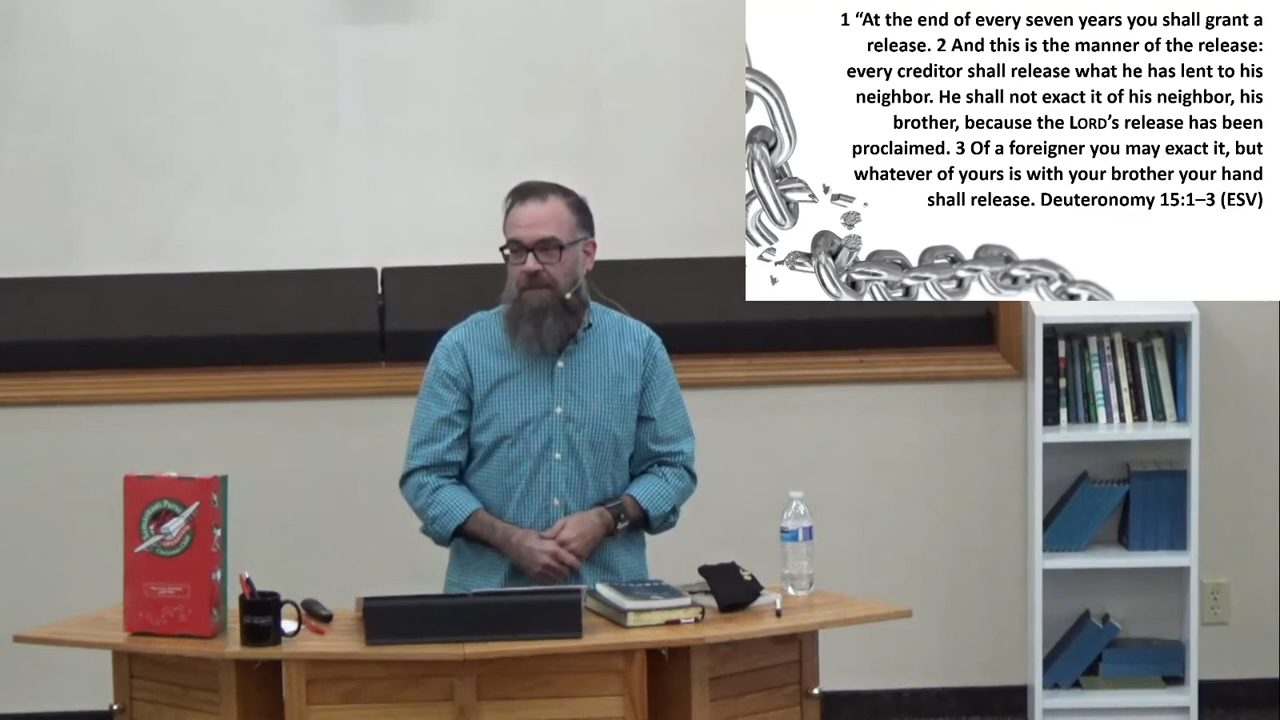 1 “At the end of every seven years you shall grant a
release. 2 And this is the manner of the release:
every creditor shall release what he has lent to his
neighbor. He shall not exact it of his neighbor, his
brother, because the LORD’s release has been
proclaimed. 3 Of a foreigner you may exact it, but
whatever of yours is with your brother your hand
shall release. Deuteronomy 15:1–3 (ESV)